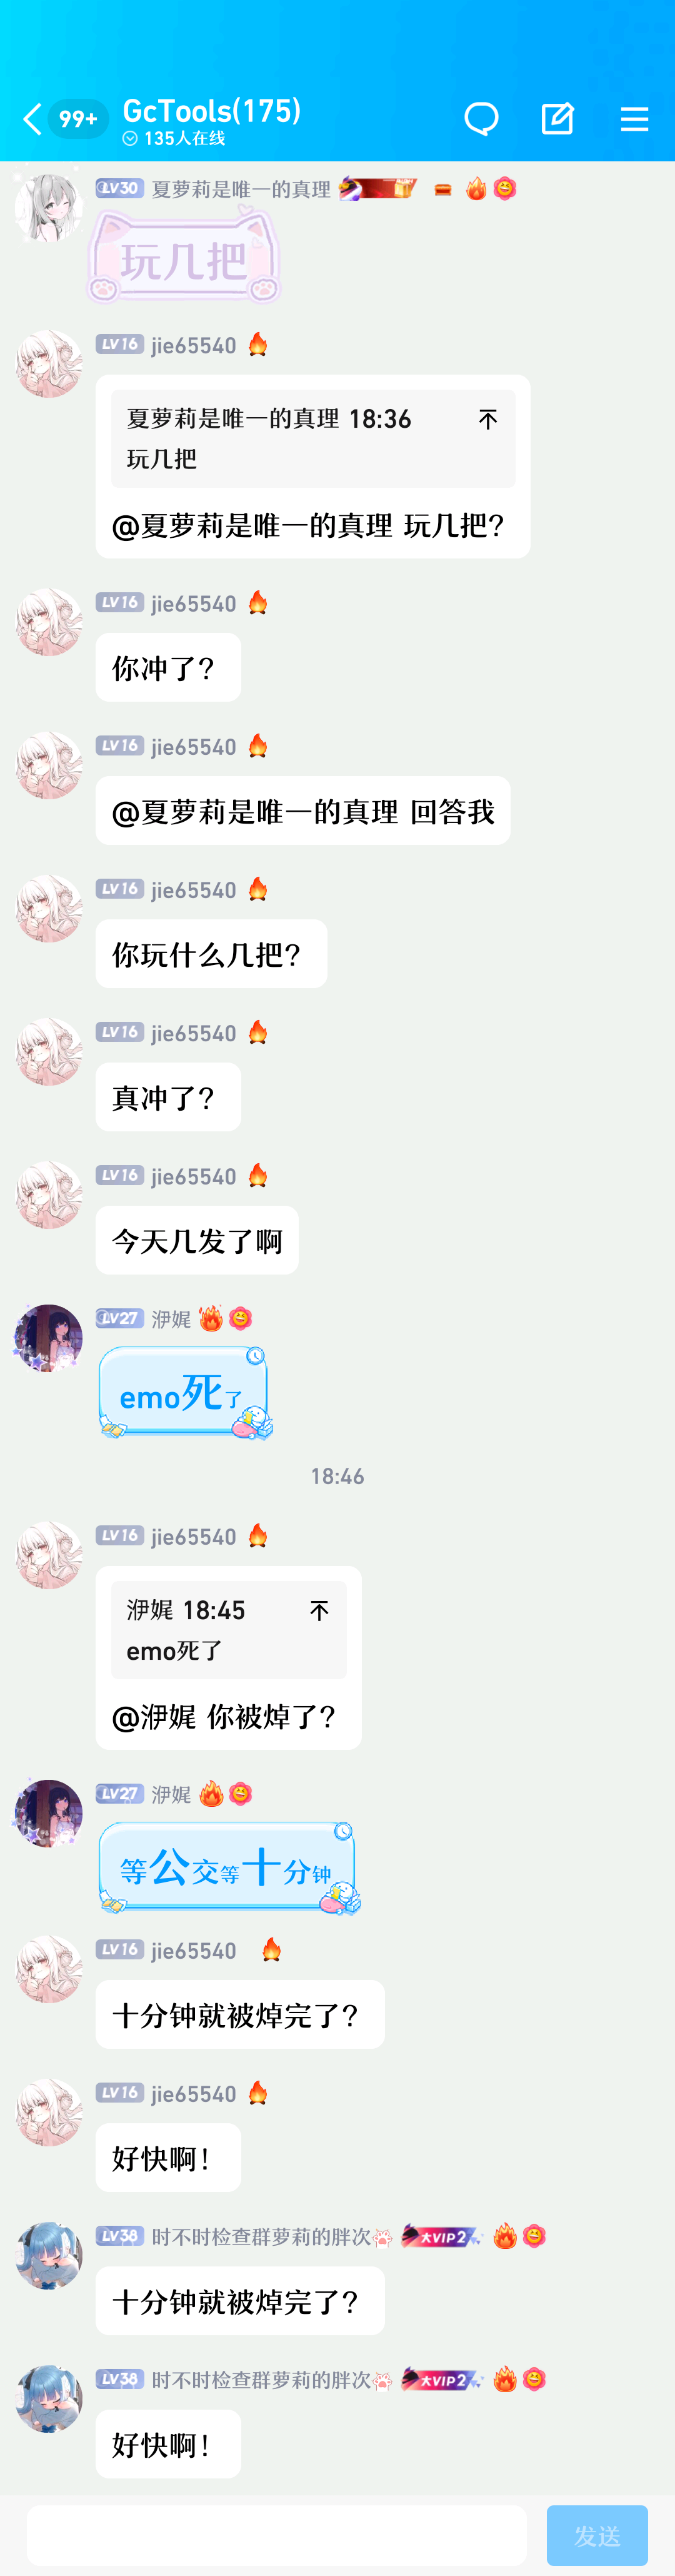 99+
GcTools(175)
135人在线
LV30 夏萝莉是唯一的真理
玩几把
LV16 jie65540
夏萝莉是唯一的真理 18:36
玩几把
@夏萝莉是唯一的真理 玩几把?
LV16 jie65540
你冲了?
LV16 jie65540
@夏萝莉是唯一的真理 回答我
LV16 jie65540
你玩什么几把?
LV16 jie65540
真冲了?
LV16 jie65540
今天几发了啊
LV27 洢娓
emo死了
18:46
LV16 jie65540
洢娓 18:45
emo死了
@洢娓 你被焯了?
LV27 洢娓
等公交等十分钟
LV16 jie65540
十分钟就被焯完了?
LV16 jie65540
好快啊!
LV38 时不时检查群萝莉的胖次 大VIP2
十分钟就被焯完了?
LV38 时不时检查群萝莉的胖次 大VIP2
好快啊!
发送